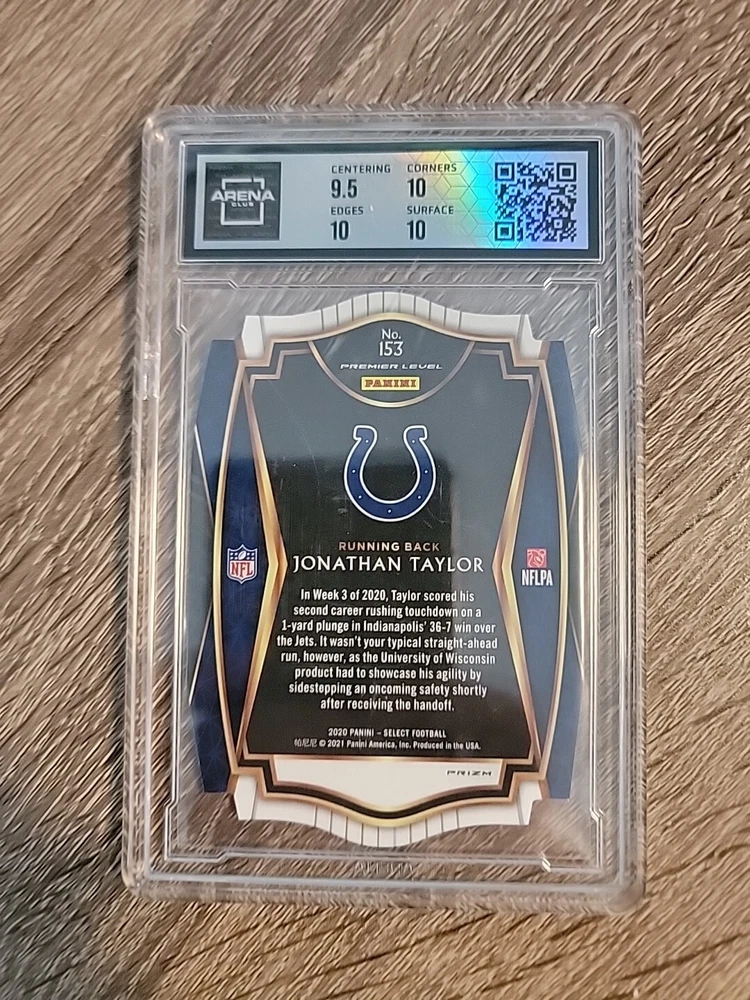 ARENA
CLUB
CENTERING CORNERS
9.5 10
EDGES SURFACE
10 10
No.
153
PREMIER LEVEL
PANINI
RUNNING BACK
JONATHAN TAYLOR
NFL
NFLPA
In Week 3 of 2020, Taylor scored his
second career rushing touchdown on a
1-yard plunge in Indianapolis' 36-7 win over
the Jets. It wasn't your typical straight-ahead
run, however, as the University of Wisconsin
product had to showcase his agility by
sidestepping an oncoming safety shortly
after receiving the handoff.
2020 PANINI – SELECT FOOTBALL
帕尼尼 © 2021 Panini America, Inc. Produced in the USA.
PRIZM